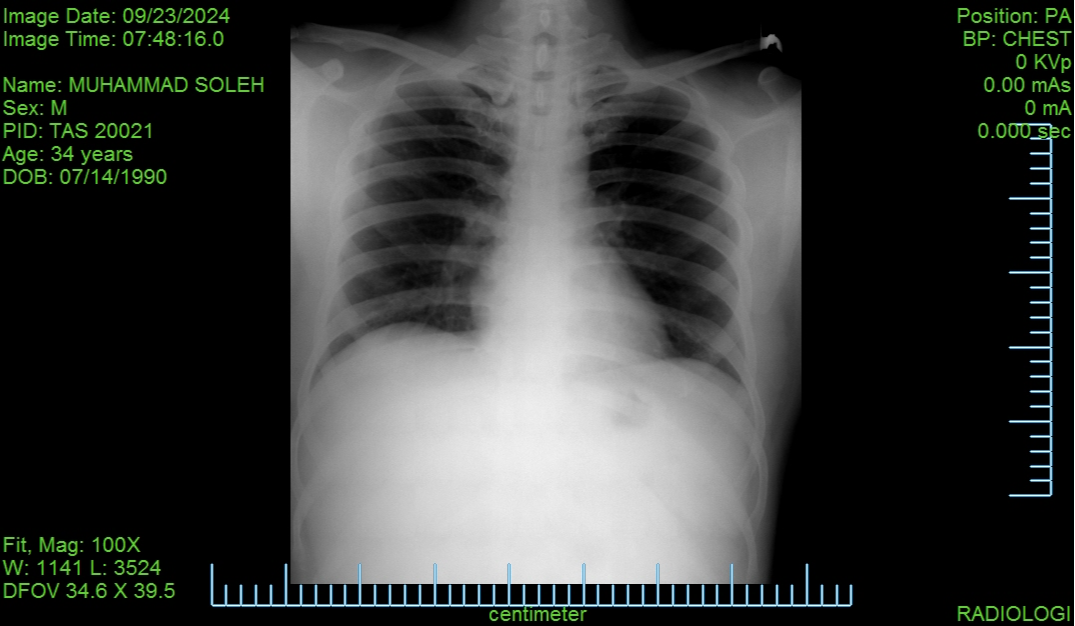 Image Date: 09/23/2024
Image Time: 07:48:16.0
Name: MUHAMMAD SOLEH
Sex: M
PID: TAS 20021
Age: 34 years
DOB: 07/14/1990
Position: PA
BP: CHEST
0 KVp
0.00 mAs
0 mA
0.000 sec
Fit, Mag: 100X
W: 1141 L: 3524
DFOV 34.6 X 39.5
centimeter
RADIOLOGI